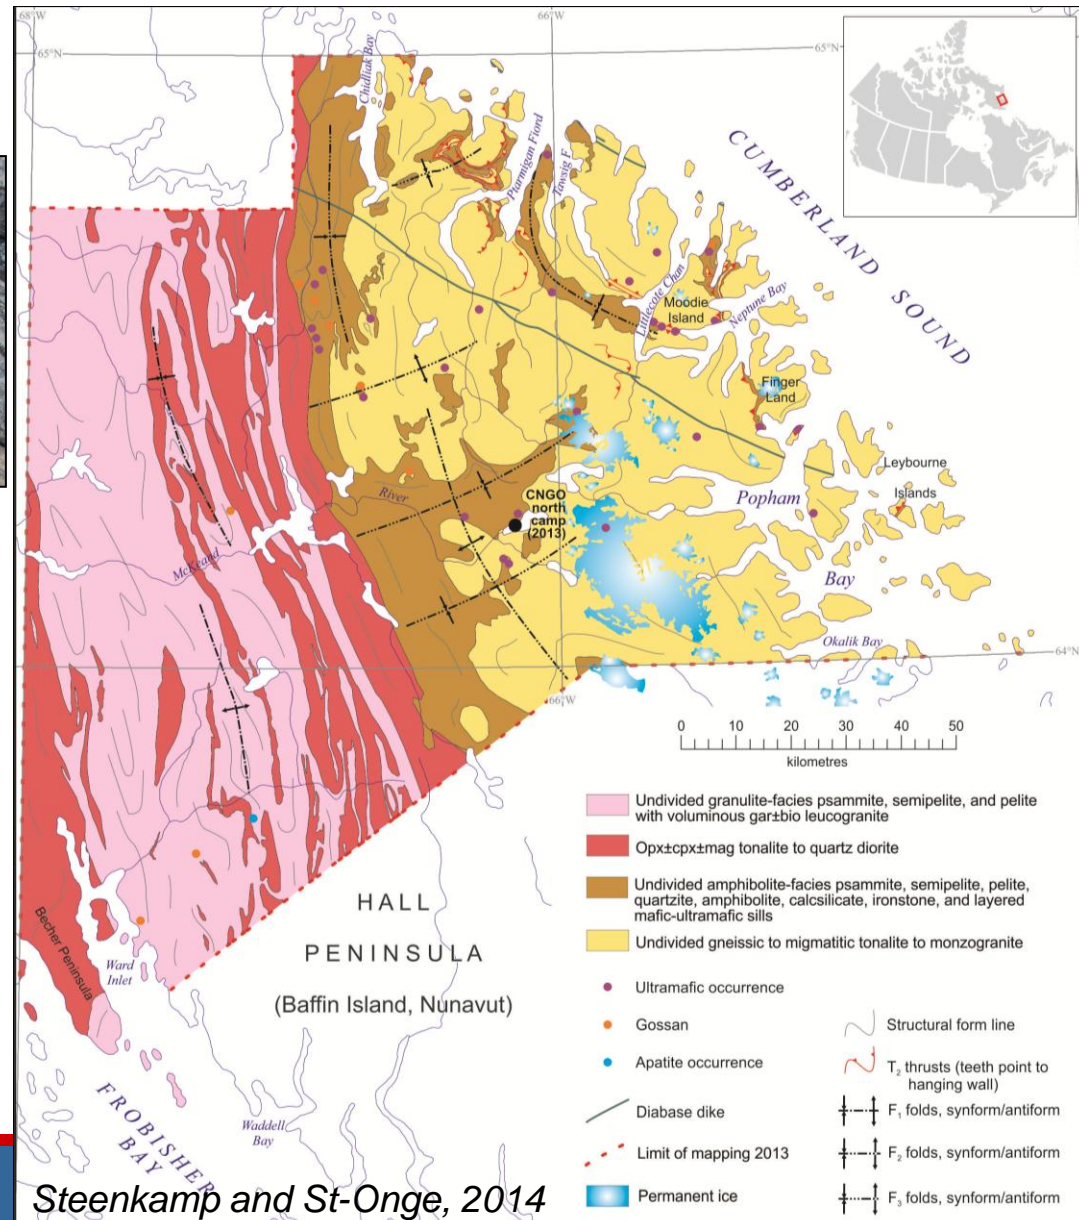 68°W
66°W
65°N
65°N
Chidliak Bay
Ptarmigan Fiord
Tawsig F.
CUMBERLAND
SOUND
Littlecote Chan
Moodie
Island
Neptune Bay
Finger
Land
Leybourne
Islands
Popham
Bay
River
CNGO
north
camp
(2013)
McKeand
Okalik Bay
64°N
66°W
0 10 20 30 40 50
kilometres
HALL
PENINSULA
(Baffin Island, Nunavut)
Becher Peninsula
Ward
Inlet
Waddell
Bay
FROBISHER
BAY
Undivided granulite-facies psammite, semipelite, and pelite
with voluminous gar±bio leucogranite
Opx±cpx±mag tonalite to quartz diorite
Undivided amphibolite-facies psammite, semipelite, pelite,
quartzite, amphibolite, calcsilicate, ironstone, and layered
mafic-ultramafic sills
Undivided gneissic to migmatitic tonalite to monzogranite
Ultramafic occurrence
Gossan
Apatite occurrence
Diabase dike
Limit of mapping 2013
Permanent ice
Structural form line
T₂ thrusts (teeth point to
hanging wall)
F₁ folds, synform/antiform
F₂ folds, synform/antiform
F₃ folds, synform/antiform
Steenkamp and St-Onge, 2014